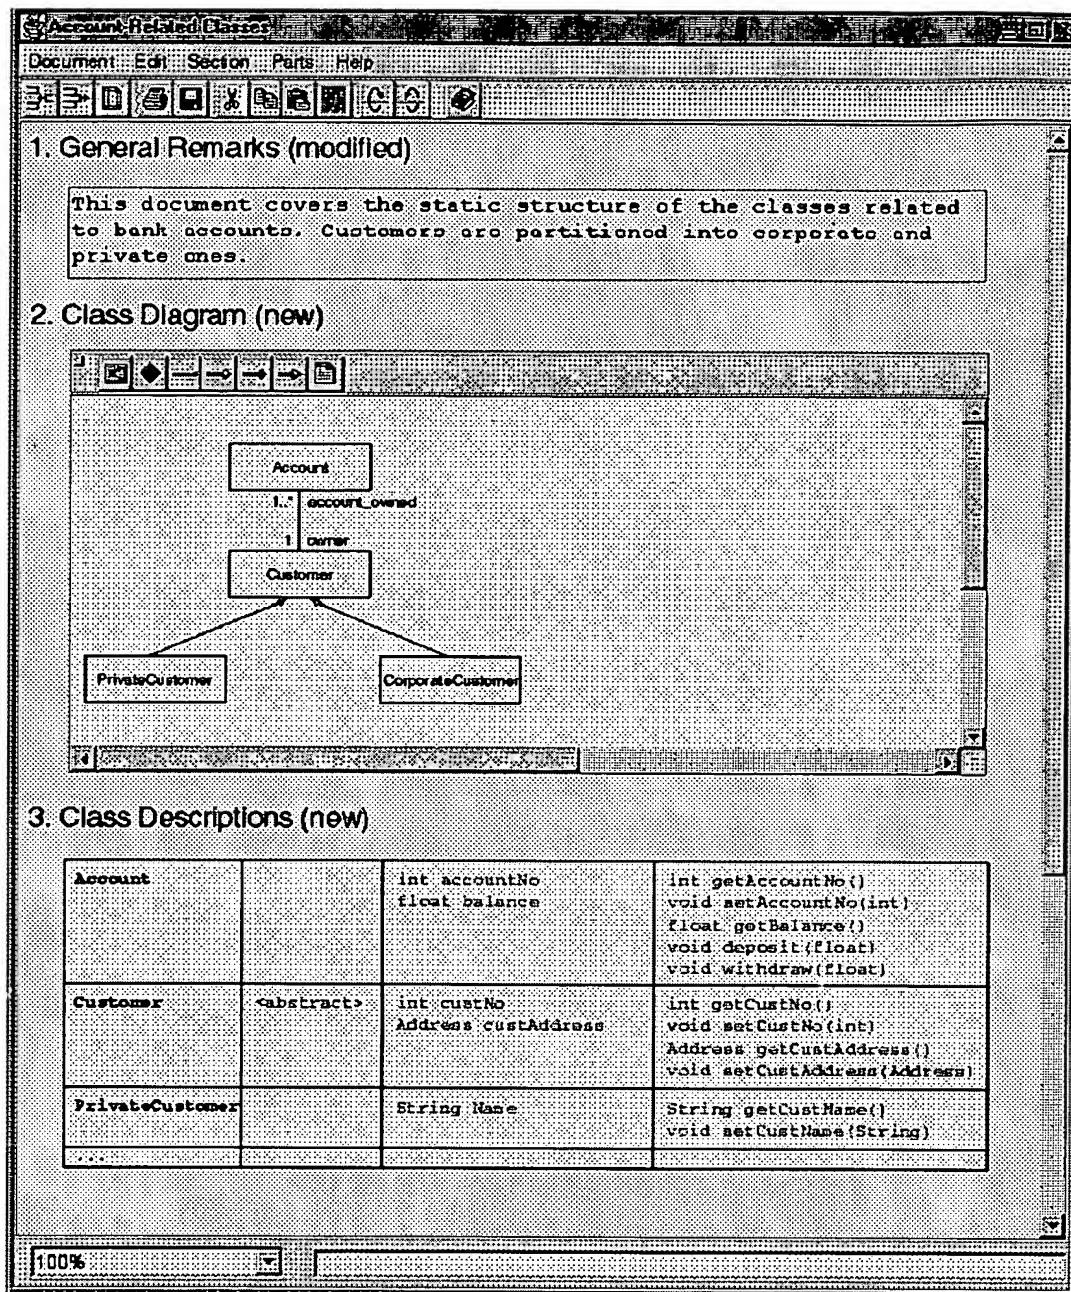 Account-Related Classes
Document Edit Section Parts Help
1. General Remarks (modified)
This document covers the static structure of the classes related
to bank accounts. Customers are partitioned into corporate and
private ones.
2. Class Diagram (new)
Account
1..* account_owned
1 owner
Customer
PrivateCustomer CorporateCustomer
3. Class Descriptions (new)
Account int accountNo int getAccountNo()
float balance void setAccountNo(int)
float getBalance()
void deposit(float)
void withdraw(float)
Customer <abstract> int custNo int getCustNo()
Address custAddress void setCustNo(int)
Address getCustAddress()
void setCustAddress(Address)
PrivateCustomer String Name String getCustName()
void setCustName(String)
...
100%